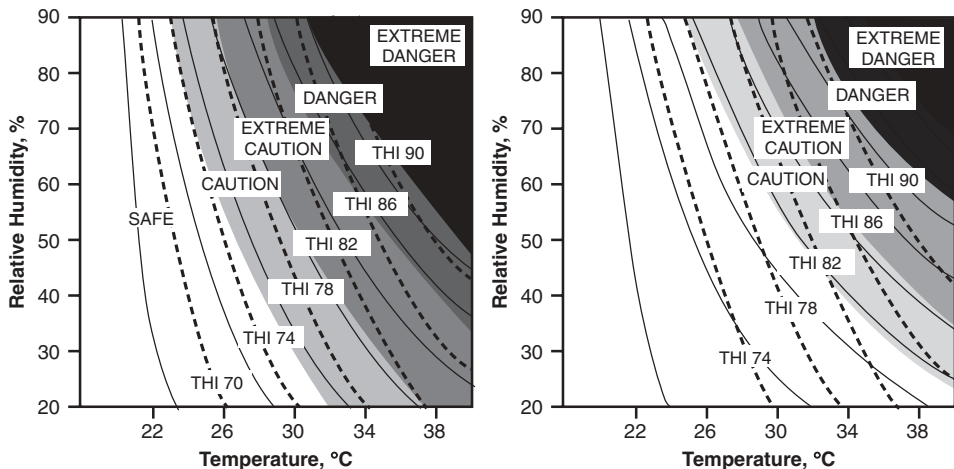 90
80
70
60
50
40
30
20
Relative Humidity, %
EXTREME
DANGER
DANGER
EXTREME
CAUTION
THI 90
CAUTION
THI 86
SAFE
THI 82
THI 78
THI 74
THI 70
22 26 30 34 38
Temperature, °C
90
80
70
60
50
40
30
20
Relative Humidity, %
EXTREME
DANGER
DANGER
EXTREME
CAUTION
CAUTION
THI 90
THI 86
THI 82
THI 78
THI 74
22 26 30 34 38
Temperature, °C